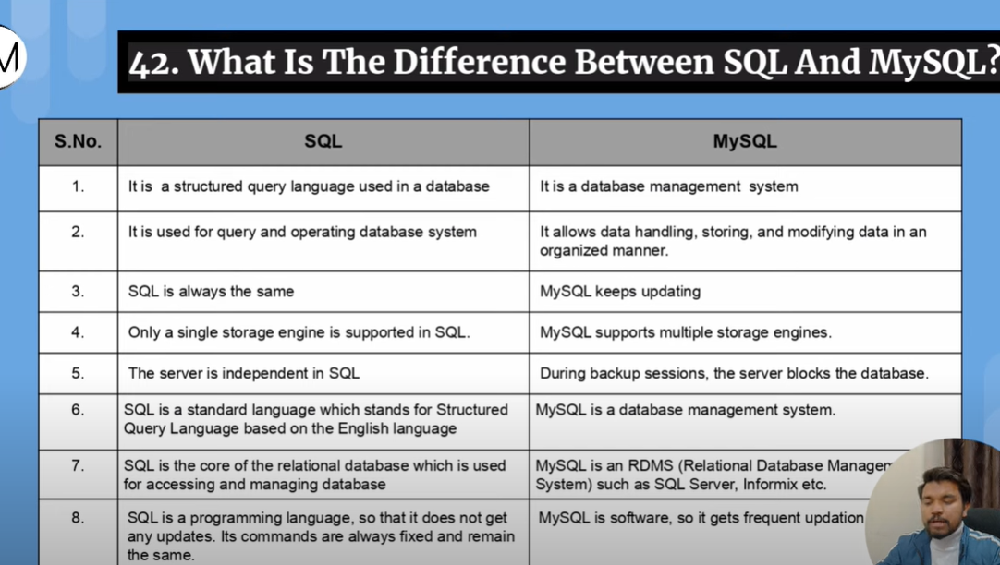 M
42. What Is The Difference Between SQL And MySQL?
S.No. SQL MySQL
1. It is a structured query language used in a database It is a database management system
2. It is used for query and operating database system It allows data handling, storing, and modifying data in an
organized manner.
3. SQL is always the same MySQL keeps updating
4. Only a single storage engine is supported in SQL. MySQL supports multiple storage engines.
5. The server is independent in SQL During backup sessions, the server blocks the database.
6. SQL is a standard language which stands for Structured MySQL is a database management system.
Query Language based on the English language
7. SQL is the core of the relational database which is used MySQL is an RDMS (Relational Database Managem
for accessing and managing database System) such as SQL Server, Informix etc.
8. SQL is a programming language, so that it does not get MySQL is software, so it gets frequent updation
any updates. Its commands are always fixed and remain
the same.